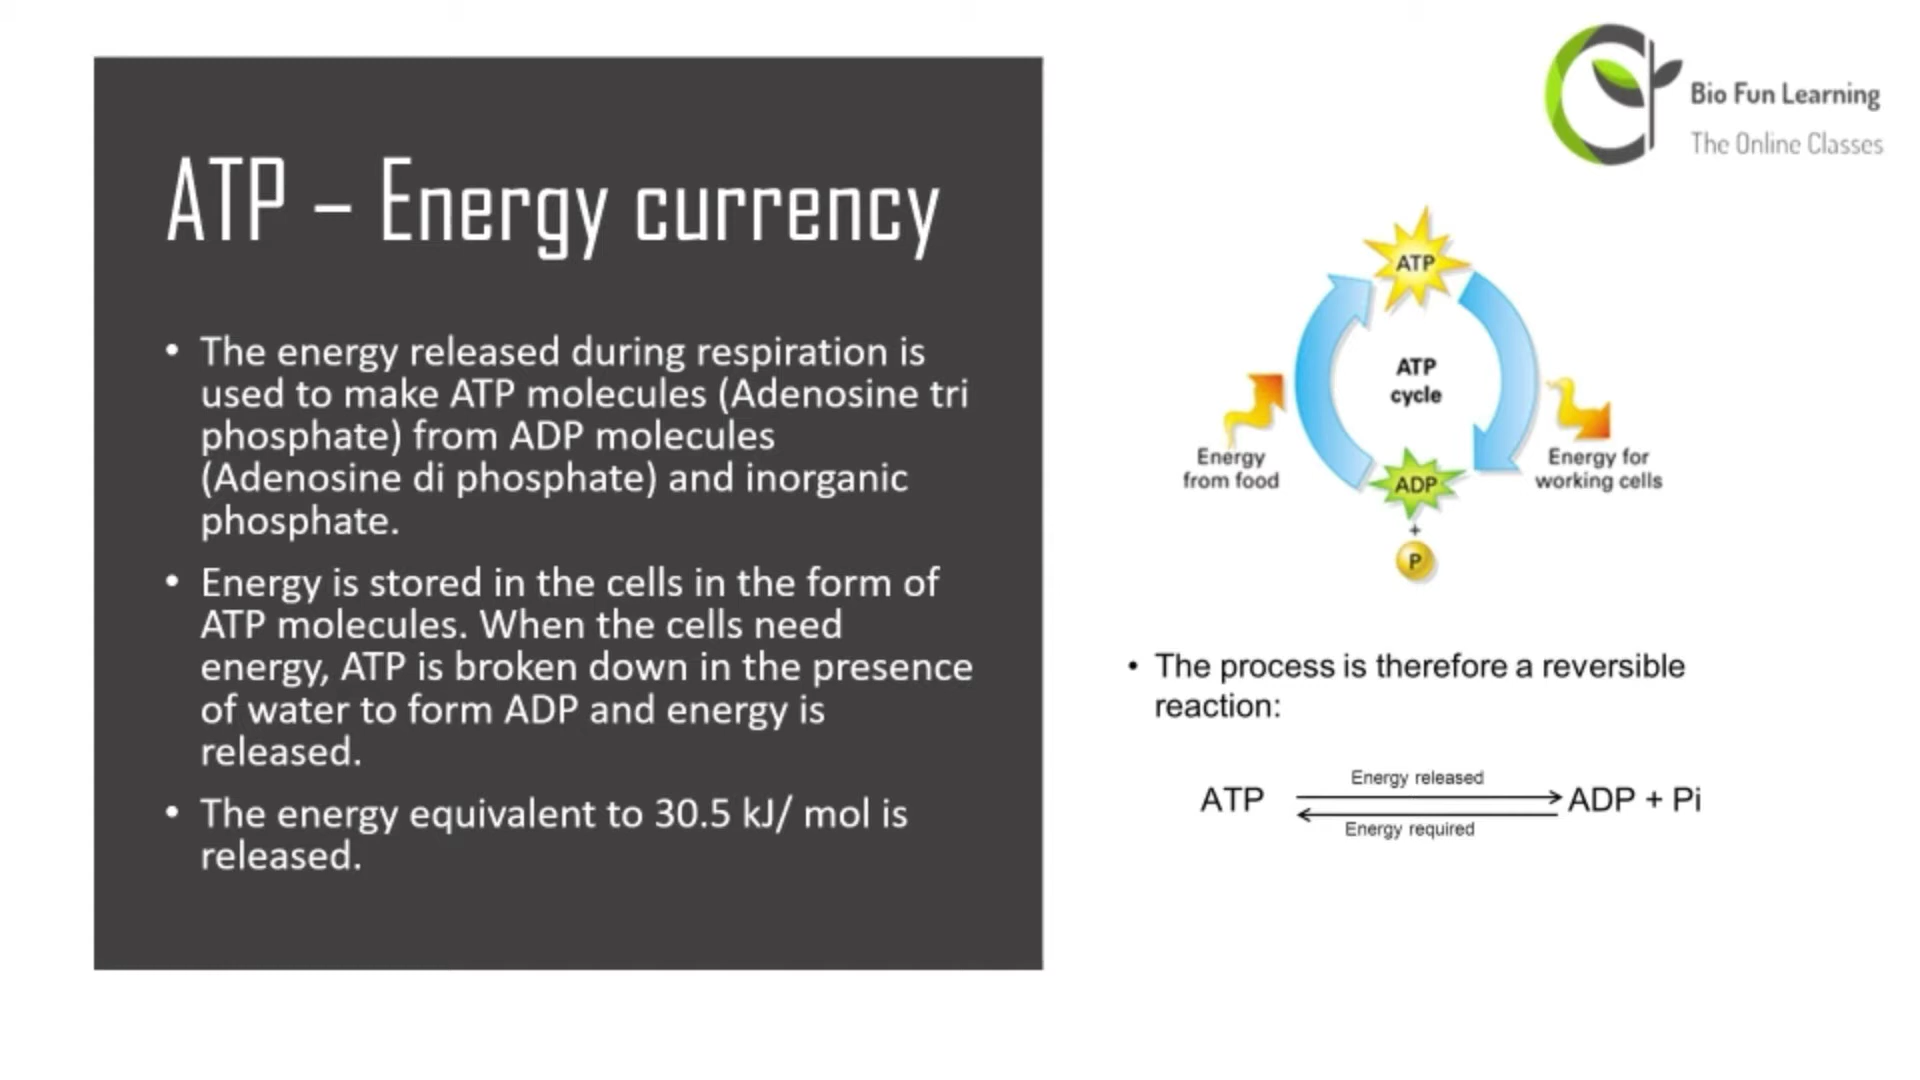 Bio Fun Learning
The Online Classes
ATP – Energy currency
• The energy released during respiration is
used to make ATP molecules (Adenosine tri
phosphate) from ADP molecules
(Adenosine di phosphate) and inorganic
phosphate.
• Energy is stored in the cells in the form of
ATP molecules. When the cells need
energy, ATP is broken down in the presence
of water to form ADP and energy is
released.
• The energy equivalent to 30.5 kJ/ mol is
released.
ATP
ATP
cycle
Energy
from food
Energy for
working cells
ADP
+
P
• The process is therefore a reversible
reaction:
Energy released
ATP ADP + Pi
Energy required